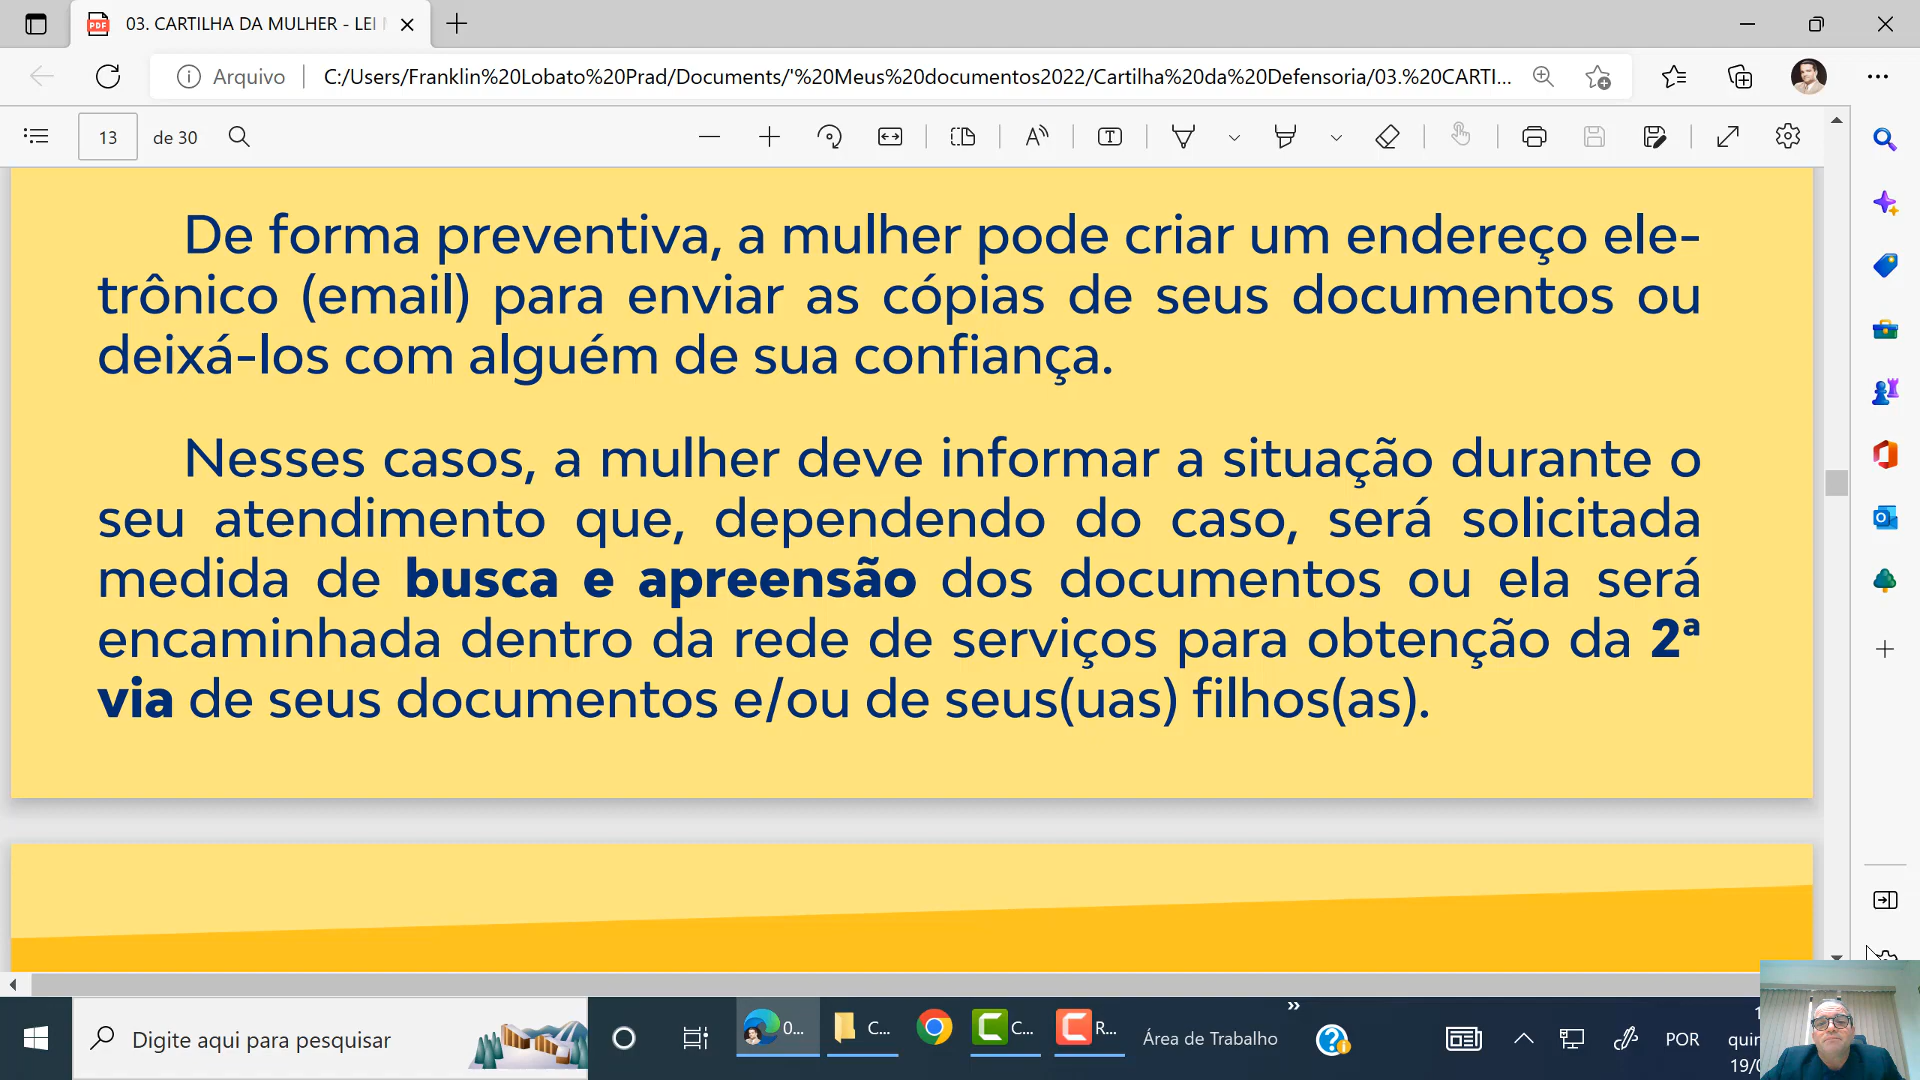 03. CARTILHA DA MULHER - LEI
Arquivo
C:/Users/Franklin%20Lobato%20Prad/Documents/'%20Meus%20documentos2022/Cartilha%20da%20Defensoria/03.%20CARTI...
13 de 30
De forma preventiva, a mulher pode criar um endereço ele-
trônico (email) para enviar as cópias de seus documentos ou
deixá-los com alguém de sua confiança.
Nesses casos, a mulher deve informar a situação durante o
seu atendimento que, dependendo do caso, será solicitada
medida de busca e apreensão dos documentos ou ela será
encaminhada dentro da rede de serviços para obtenção da 2ª
via de seus documentos e/ou de seus(uas) filhos(as).
Digite aqui para pesquisar
0...
C...
C...
R...
Área de Trabalho
POR